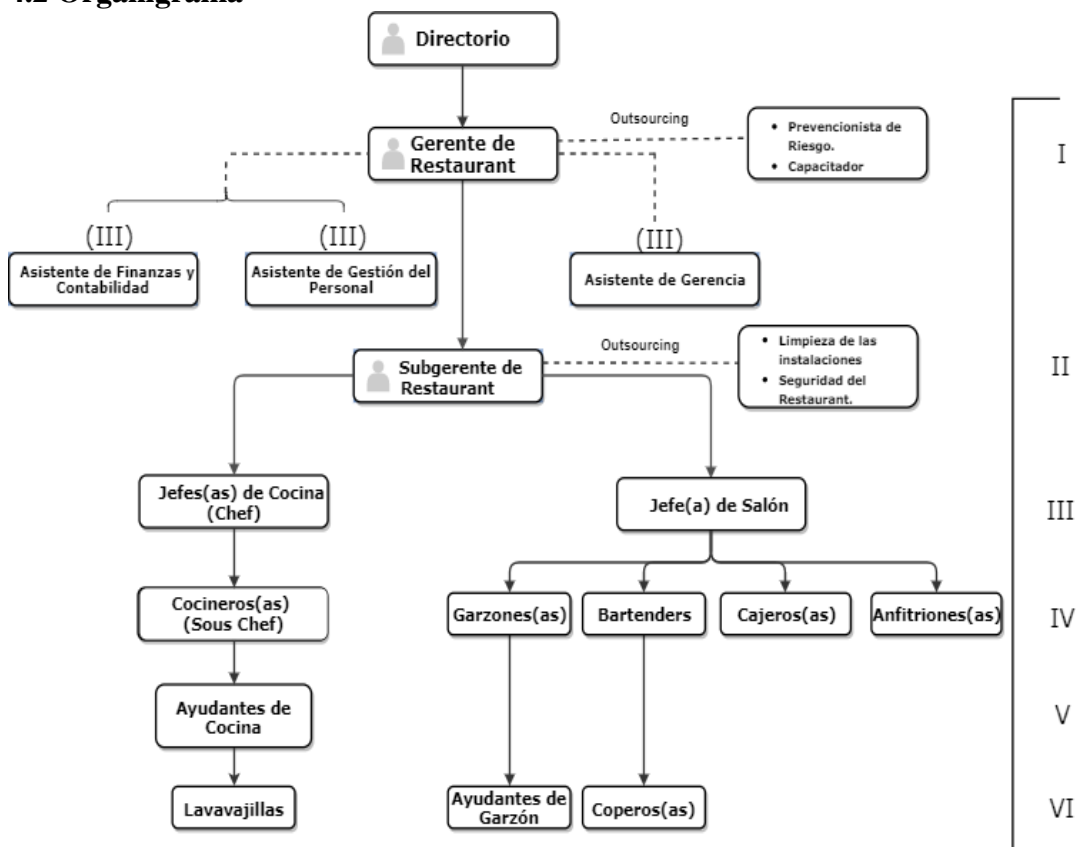 4.2 Organigrama
Directorio
Outsourcing
Gerente de
Restaurant
• Prevencionista de
Riesgo.
• Capacitador
I
(III)
(III)
(III)
Asistente de Finanzas y
Contabilidad
Asistente de Gestión del
Personal
Asistente de Gerencia
Outsourcing
Subgerente de
Restaurant
• Limpieza de las
instalaciones
• Seguridad del
Restaurant.
II
Jefes(as) de Cocina
(Chef)
Jefe(a) de Salón
III
Cocineros(as)
(Sous Chef)
Garzones(as)
Bartenders
Cajeros(as)
Anfitriones(as)
IV
Ayudantes de
Cocina
V
Lavavajillas
Ayudantes de
Garzón
Coperos(as)
VI